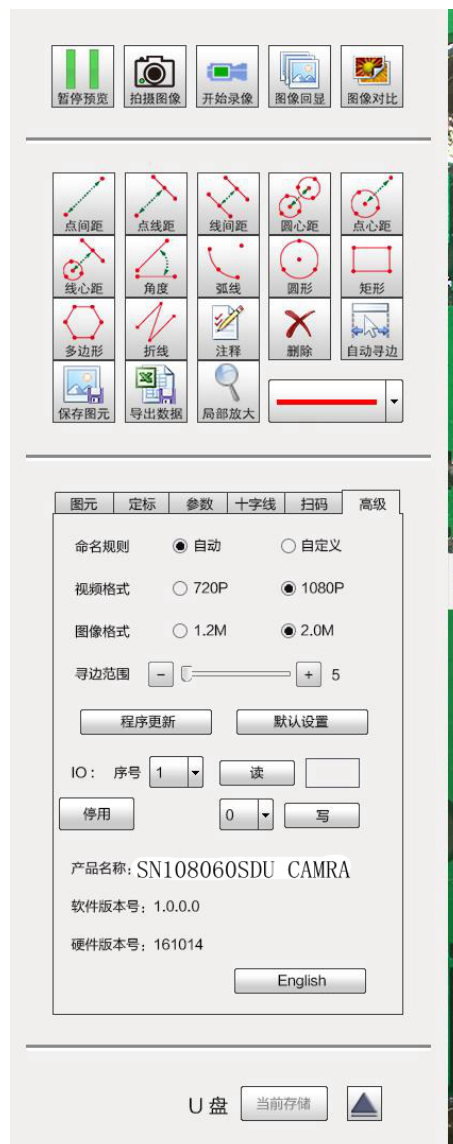 暂停预览 拍摄图像 开始录像 图像回显 图像对比
点间距 点线距 线间距 圆心距 点心距
线心距 角度 弧线 圆形 矩形
多边形 折线 注释 删除 自动寻边
保存图元 导出数据 局部放大
图元 定标 参数 十字线 扫码 高级
命名规则 自动 自定义
视频格式 720P 1080P
图像格式 1.2M 2.0M
寻边范围 - + 5
程序更新 默认设置
IO: 序号 1 读
停用 0 写
产品名称: SN108060SDU CAMRA
软件版本号: 1.0.0.0
硬件版本号: 161014
English
U盘 当前存储